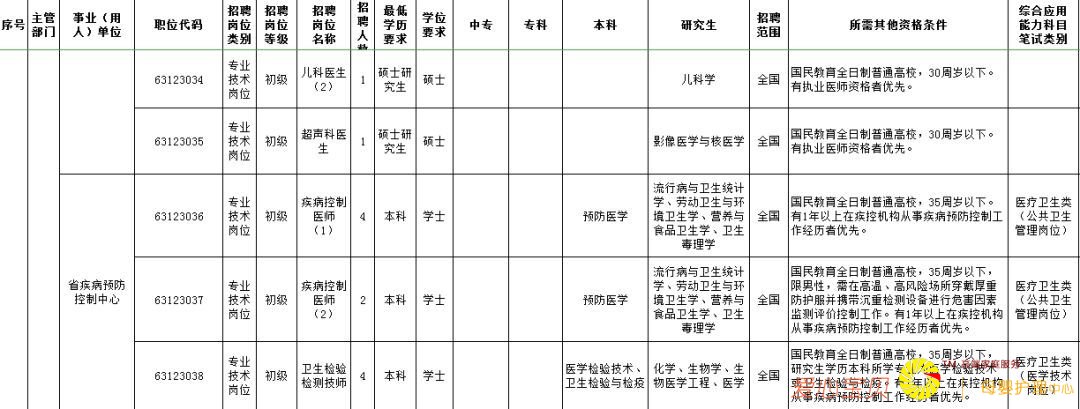 序号 主管部门 事业（用人）单位 职位代码 招聘岗位类别 招聘岗位等级 招聘岗位名称 招聘人数 最低学历要求 学位要求 中专 专科 本科 研究生 招聘范围 所需其他资格条件 综合应用能力科目笔试类别
63123034 专业技术岗位 初级 儿科医生（2） 1 硕士研究生 硕士 儿科学 全国 国民教育全日制普通高校，30周岁以下。有执业医师资格者优先。
63123035 专业技术岗位 初级 超声科医生 1 硕士研究生 硕士 影像医学与核医学 全国 国民教育全日制普通高校，30周岁以下。有执业医师资格者优先。
省疾病预防控制中心
63123036 专业技术岗位 初级 疾病控制医师（1） 4 本科 学士 预防医学 流行病与卫生统计学、劳动卫生与环境卫生学、营养与食品卫生学、卫生毒理学 全国 国民教育全日制普通高校，35周岁以下。有1年以上在疾控机构从事疾病预防控制工作经历者优先。 医疗卫生类（公共卫生管理岗位）
63123037 专业技术岗位 初级 疾病控制医师（2） 2 本科 学士 预防医学 流行病与卫生统计学、劳动卫生与环境卫生学、营养与食品卫生学、卫生毒理学 全国 国民教育全日制普通高校，35周岁以下，限男性，需在高温、高风险场所穿戴厚重防护服并携带沉重检测设备进行危害因素监测评价控制工作。有1年以上在疾控机构从事疾病预防控制工作经历者优先。 医疗卫生类（公共卫生管理岗位）
63123038 专业技术岗位 初级 卫生检验检测技师 4 本科 学士 医学检验技术、卫生检验与检疫 化学、生物学、生物医学工程、医学 全国 国民教育全日制普通高校，35周岁以下，研究生学历本科所学专业 医学检验技术或卫生检验与检疫。有1年以上在疾控机构从事疾病预防控制工作经历者优先。 医疗卫生类（医学技术岗位）
母婴护理中心